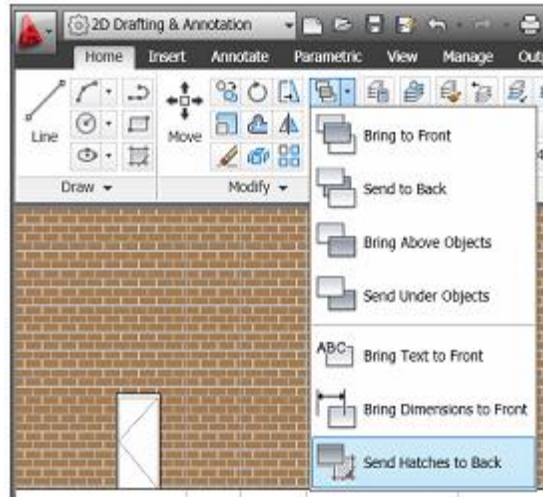 2D Drafting & Annotation
Home Insert Annotate Parametric View Manage Outp
Line
Move
Draw
Modify
Bring to Front
Send to Back
Bring Above Objects
Send Under Objects
ABC
Bring Text to Front
Bring Dimensions to Front
Send Hatches to Back